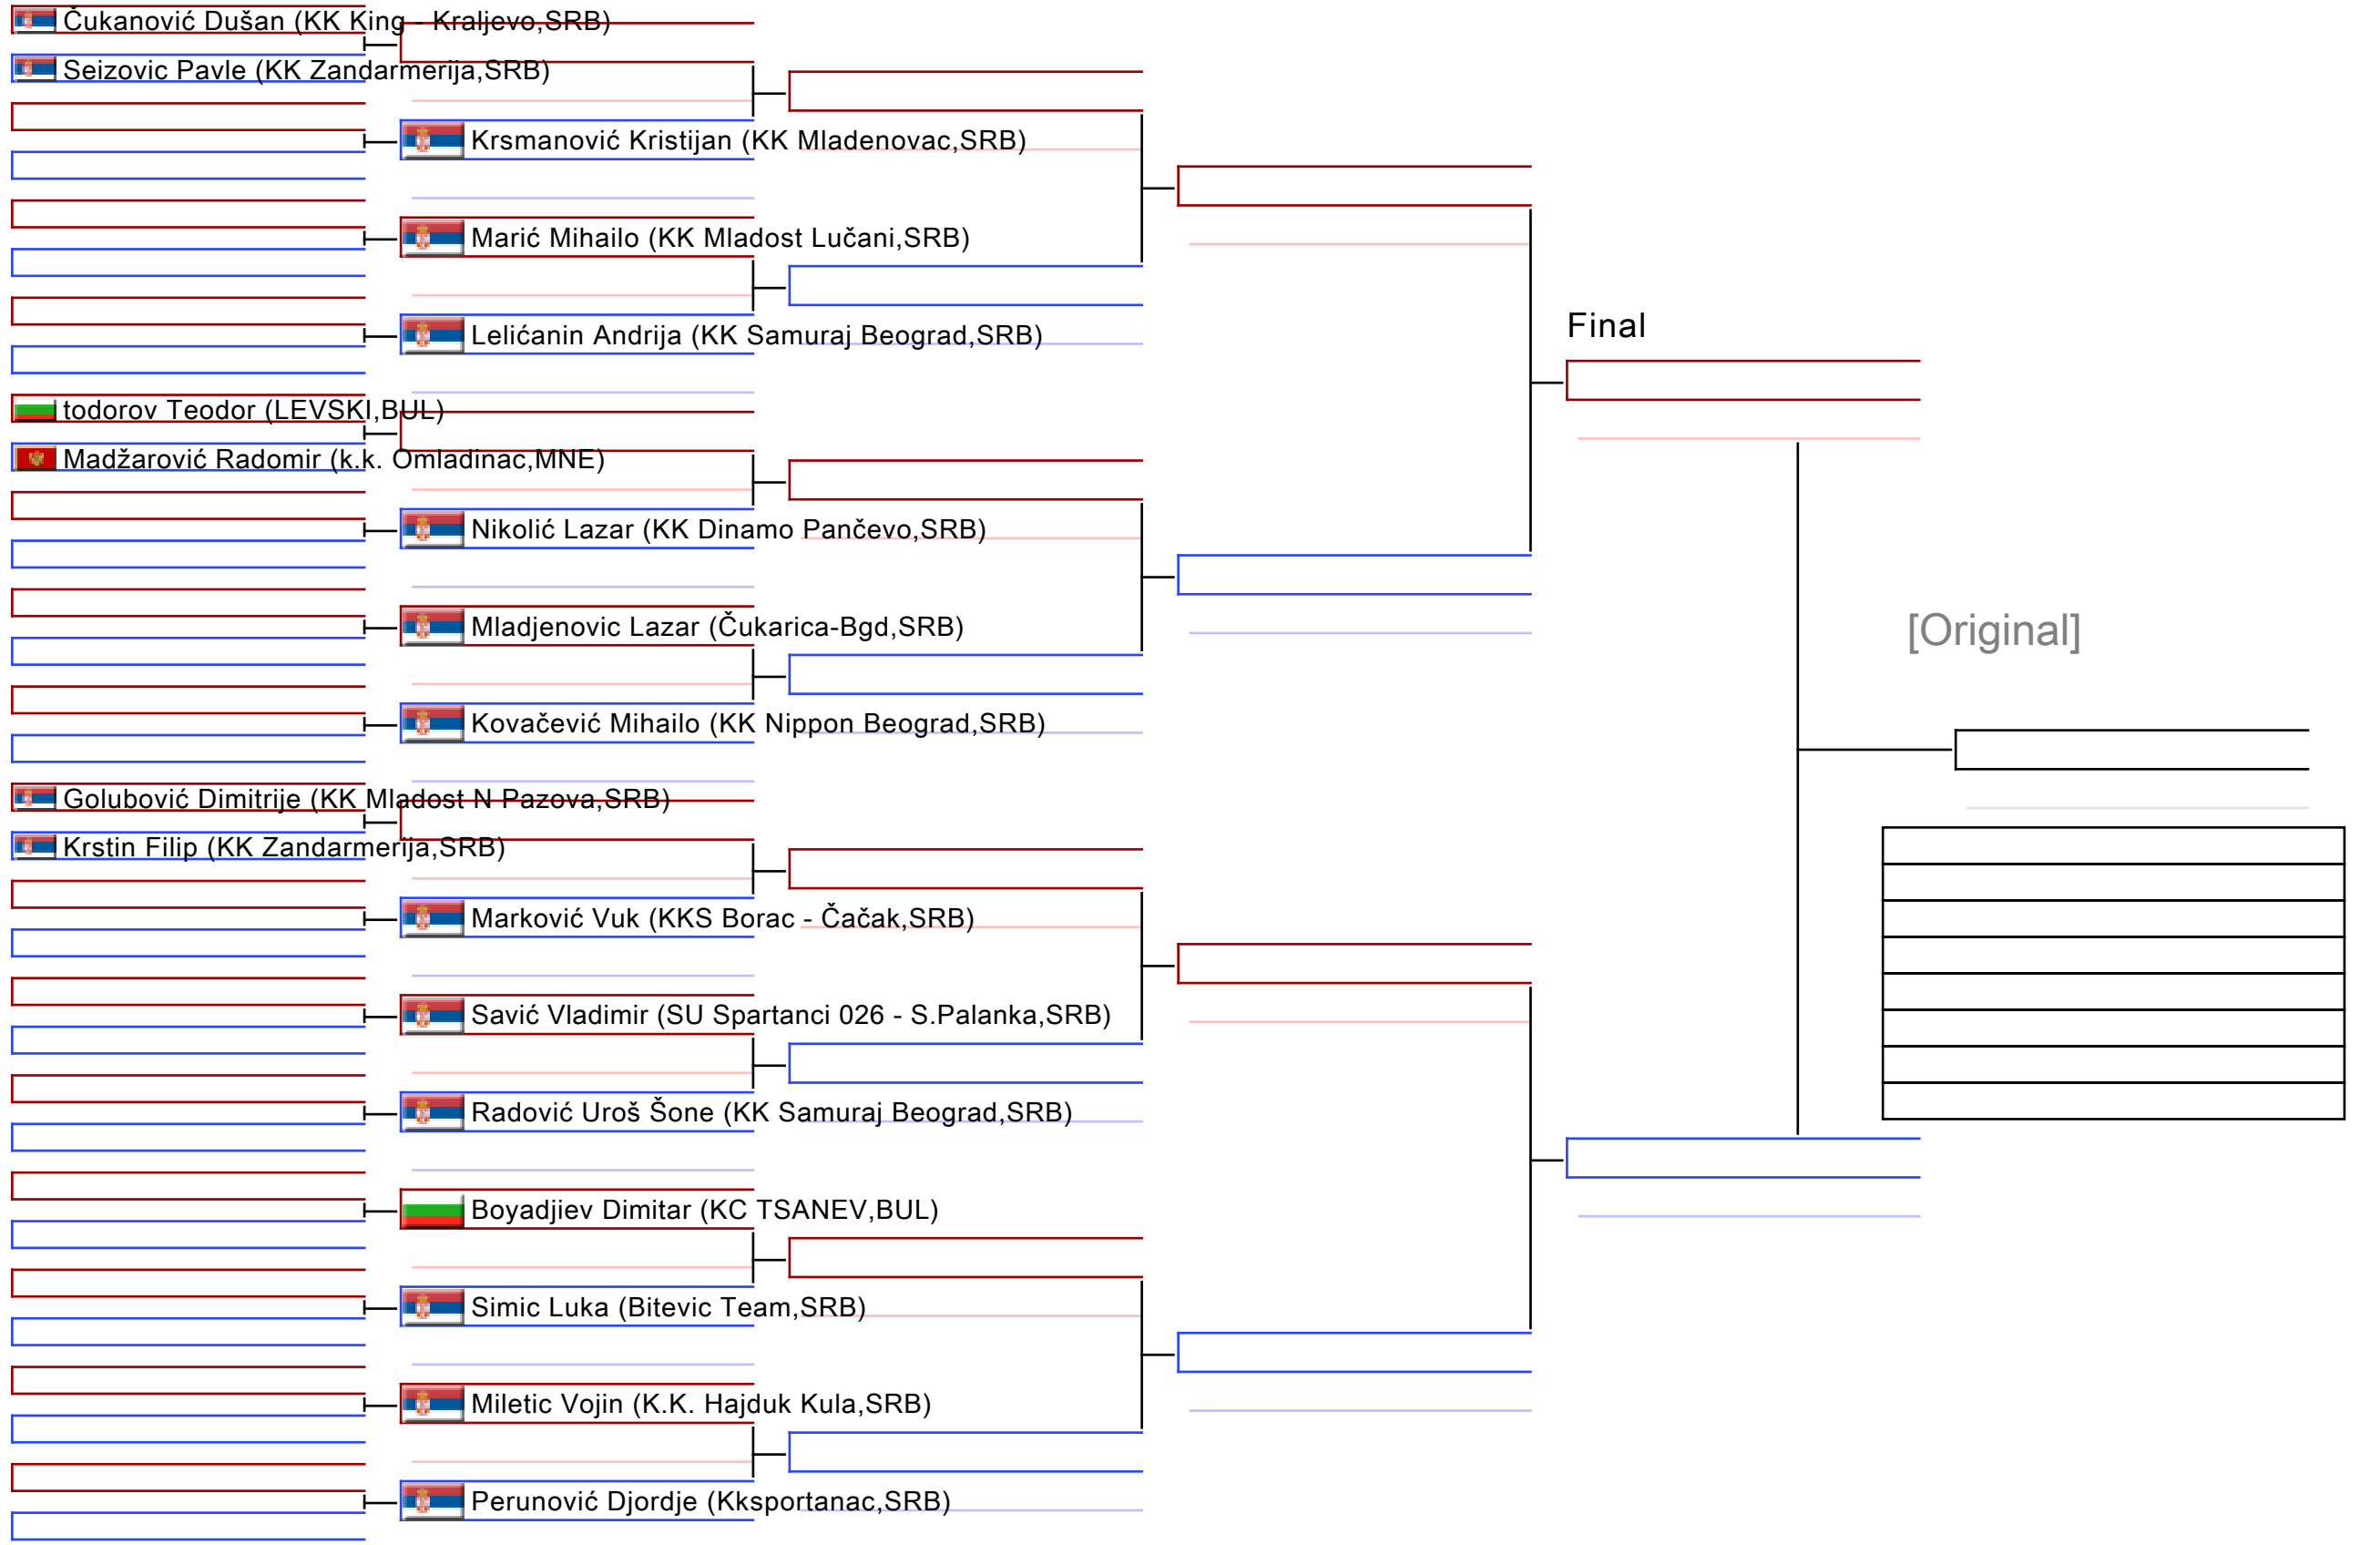 Čukanović Dušan (KK King - Kraljevo,SRB)
Seizovic Pavle (KK Zandarmerija,SRB)
Krsmanović Kristijan (KK Mladenovac,SRB)
Marić Mihailo (KK Mladost Lučani,SRB)
Lelićanin Andrija (KK Samuraj Beograd,SRB)
Final
todorov Teodor (LEVSKI,BUL)
Madžarović Radomir (k.k. Omladinac,MNE)
Nikolić Lazar (KK Dinamo Pančevo,SRB)
Mladjenovic Lazar (Čukarica-Bgd,SRB)
[Original]
Kovačević Mihailo (KK Nippon Beograd,SRB)
Golubović Dimitrije (KK Mladost N Pazova,SRB)
Krstin Filip (KK Zandarmerija,SRB)
Marković Vuk (KKS Borac - Čačak,SRB)
Savić Vladimir (SU Spartanci 026 - S.Palanka,SRB)
Radović Uroš Šone (KK Samuraj Beograd,SRB)
Boyadjiev Dimitar (KC TSANEV,BUL)
Simic Luka (Bitevic Team,SRB)
Miletic Vojin (K.K. Hajduk Kula,SRB)
Perunović Djordje (Kksportanac,SRB)